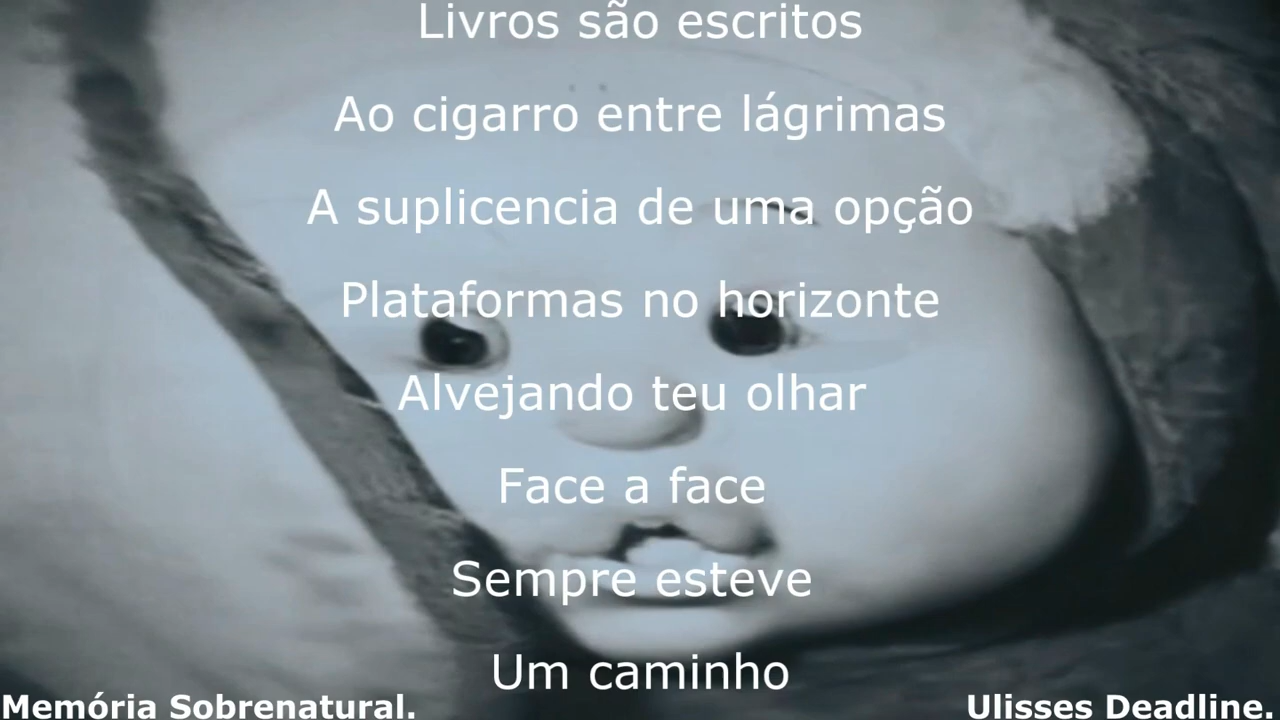 Livros são escritos
Ao cigarro entre lágrimas
A suplicencia de uma opção
Plataformas no horizonte
Alvejando teu olhar
Face a face
Sempre esteve
Um caminho
Memória Sobrenatural.
Ulisses Deadline.